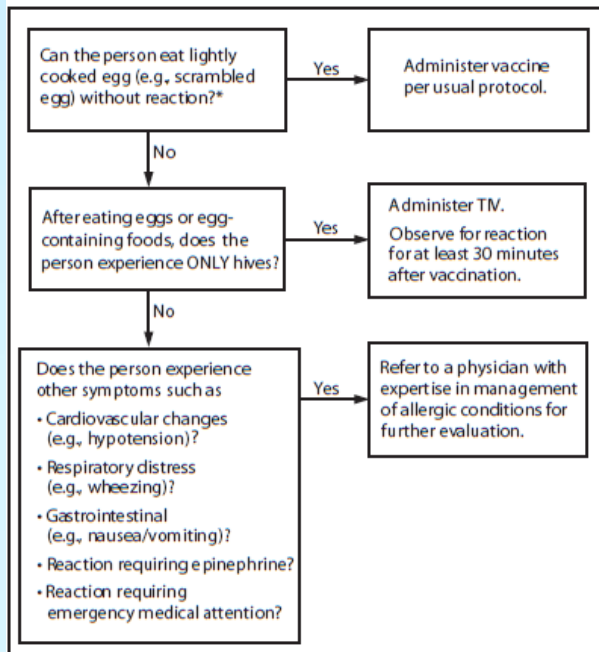 Can the person eat lightly
cooked egg (e.g., scrambled
egg) without reaction?*
Yes
Administer vaccine
per usual protocol.
No
After eating eggs or egg-
containing foods, does the
person experience ONLY hives?
Yes
Administer TIV.
Observe for reaction
for at least 30 minutes
after vaccination.
No
Does the person experience
other symptoms such as
• Cardiovascular changes
(e.g., hypotension)?
• Respiratory distress
(e.g., wheezing)?
• Gastrointestinal
(e.g., nausea/vomiting)?
• Reaction requiring epinephrine?
• Reaction requiring
emergency medical attention?
Yes
Refer to a physician with
expertise in management
of allergic conditions for
further evaluation.